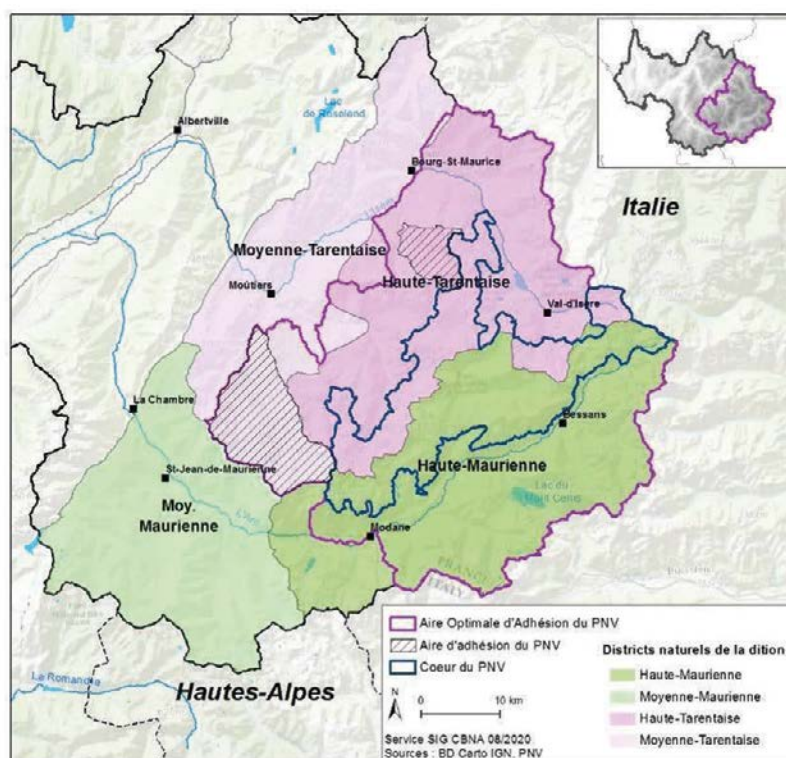 Albertville
Lac
de Roselend
Bourg-St-Maurice
Italie
L'Isère
Moyenne-Tarentaise
Haute-Tarentaise
Moûtiers
Val-d'Isère
La Chambre
Bessans
Haute-Maurienne
St-Jean-de-Maurienne
Lac du
Mont Cenis
Moy.
Maurienne
L'Arc
Modane
FRANCE
ITALY
La Romanche
Hautes-Alpes
Aire Optimale d'Adhésion du PNV
Aire d'adhésion du PNV
Coeur du PNV
Districts naturels de la dition
Haute-Maurienne
Moyenne-Maurienne
Haute-Tarentaise
Moyenne-Tarentaise
N
0 10 km
Service SIG CBNA 08/2020
Sources : BD Carto IGN, PNV